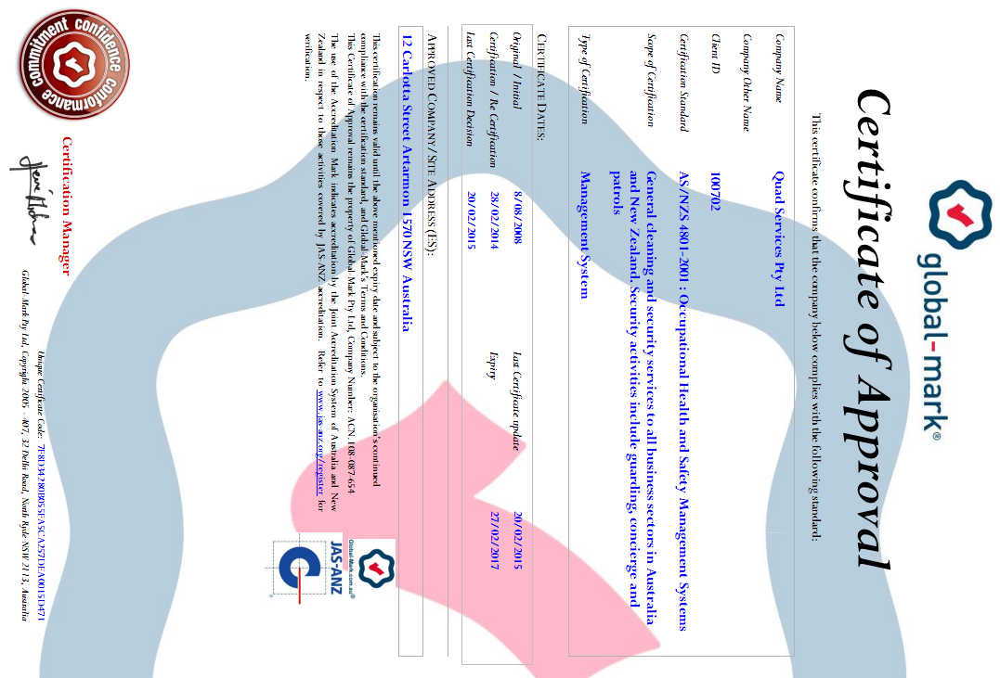 global-mark®
Certificate of Approval
This certificate confirms that the company below complies with the following standard:
Company Name Quad Services Pty Ltd
Company Other Name
Client ID 100702
Certification Standard AS/NZS 4801-2001 : Occupational Health and Safety Management Systems
Scope of Certification General cleaning and security services to all business sectors in Australia
and New Zealand. Security activities include guarding, concierge and
patrols
Type of Certification Management System
CERTIFICATE DATES:
Original / Initial 8/08/2008 Last Certificate update 20/02/2015
Certification / Re Certification 28/02/2014 Expiry 27/02/2017
Last Certification Decision 20/02/2015
APPROVED COMPANY/ SITE ADDRESS (ES):
12 Carlotta Street Artarmon 1570 NSW Australia
This certification remains valid until the above mentioned expiry date and subject to the organisation's continued
compliance with the certification standard, and Global-Mark's Terms and Conditions.
This Certificate of Approval remains the property of Global-Mark Pty Ltd, Company Number: ACN 108-087-654
The use of the Accreditation Mark indicates accreditation by the Joint Accreditation System of Australia and New
Zealand in respect to those activities covered by JAS ANZ accreditation. Refer to www.jas-anz.org/register for
verification.
Global-Mark.com.au®
JAS-ANZ
commitment confidence conformance
Certification Manager
Unique Certificate Code: 7F8D34280B055FA5CA257DEA0015D471
Global-Mark Pty Ltd, Copyright 2005 - 407, 32 Delhi Road, North Ryde NSW 2113, Australia